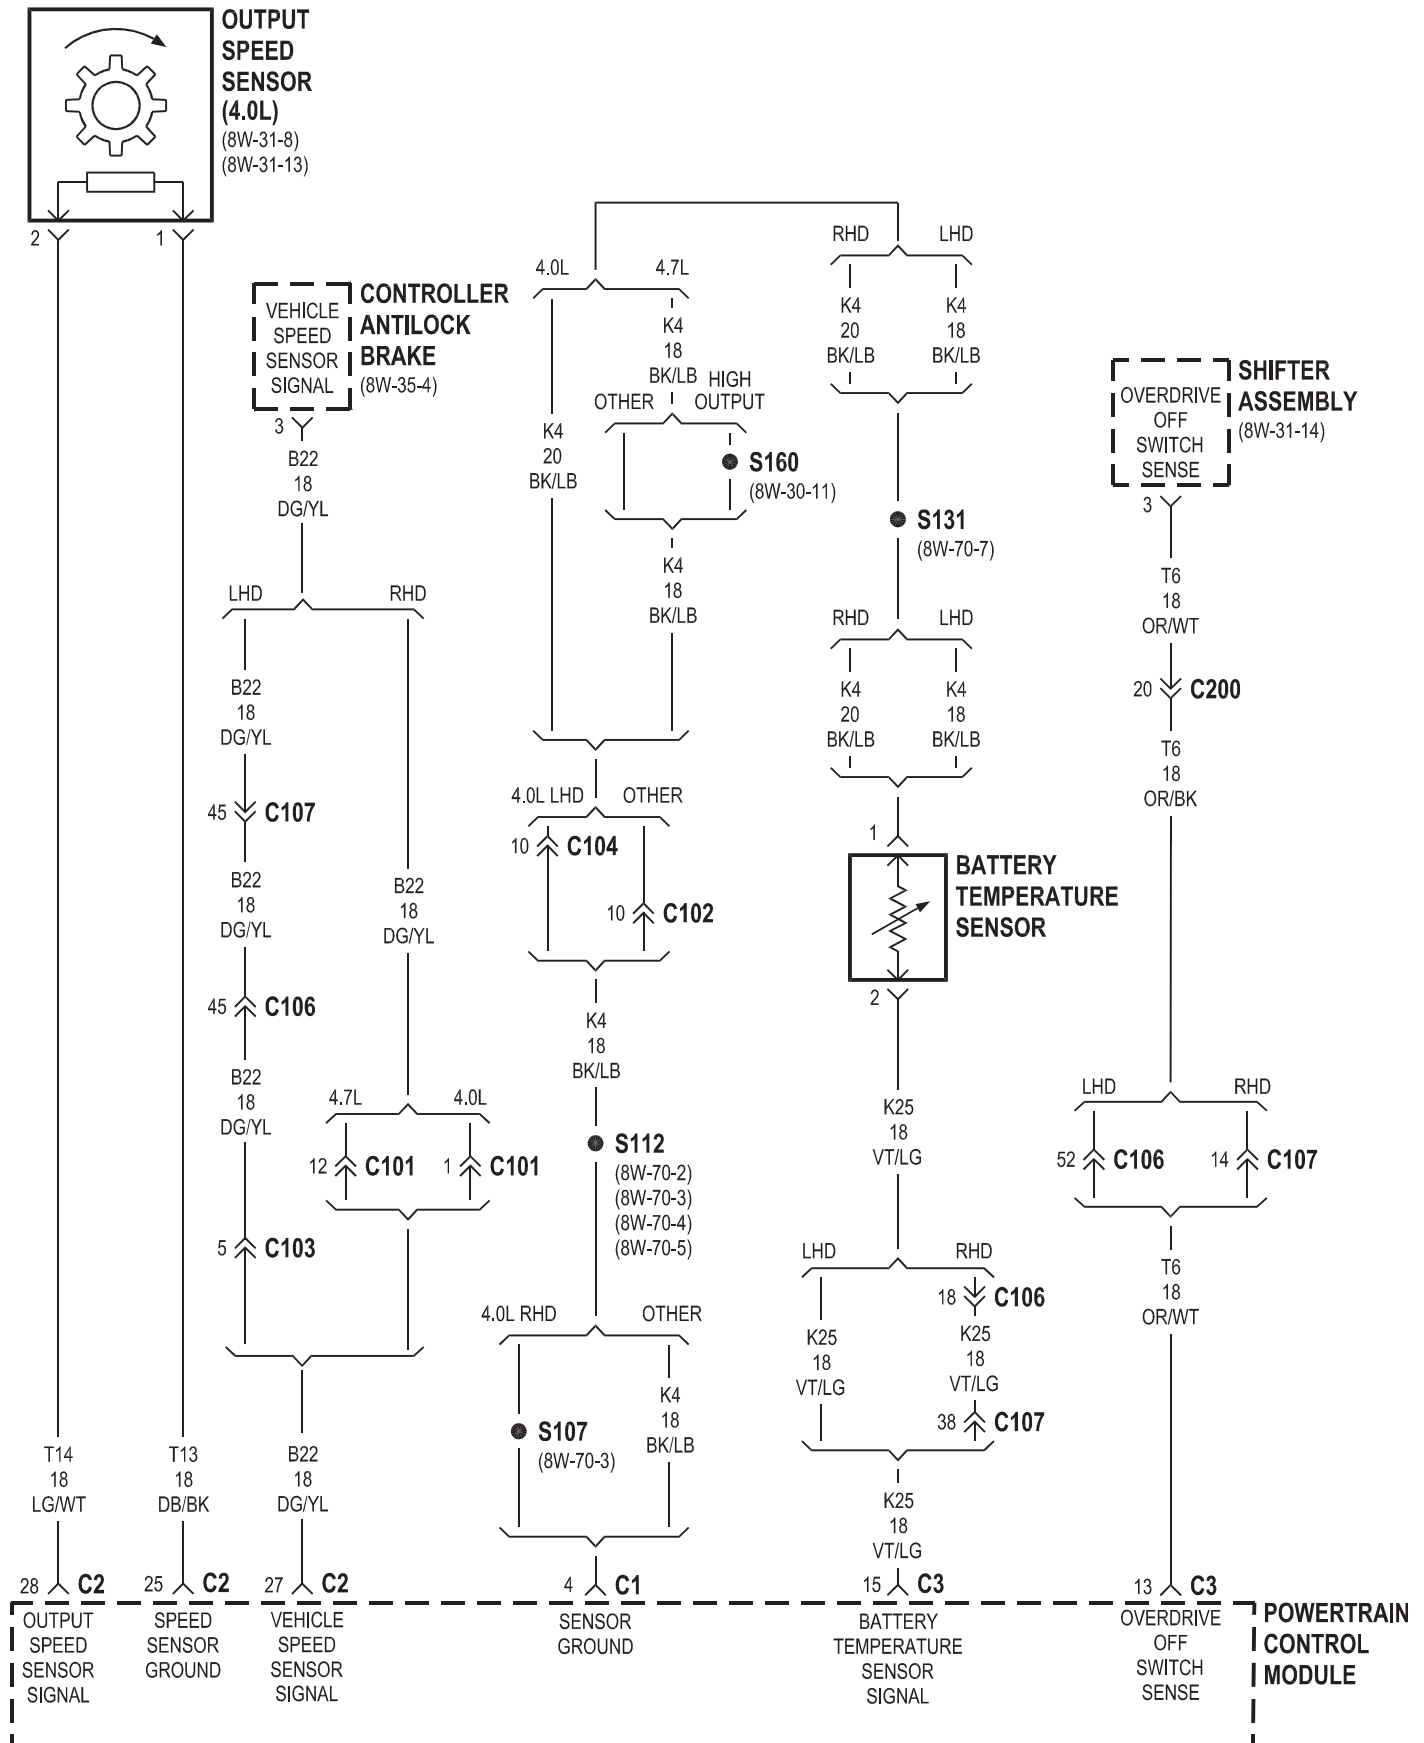 OUTPUT
SPEED
SENSOR
(4.0L)
(8W-31-8)
(8W-31-13)
2
1
VEHICLE
SPEED
SENSOR
SIGNAL
CONTROLLER
ANTILOCK
BRAKE
(8W-35-4)
3
B22
18
DG/YL
LHD
RHD
B22
18
DG/YL
45
C107
B22
18
DG/YL
45
C106
B22
18
DG/YL
5
C103
B22
18
DG/YL
4.7L
4.0L
12
C101
1
C101
T14
18
LG/WT
T13
18
DB/BK
B22
18
DG/YL
28
C2
25
C2
27
C2
4.0L
4.7L
K4
18
BK/LB
OTHER
HIGH
OUTPUT
K4
20
BK/LB
S160
(8W-30-11)
K4
18
BK/LB
4.0L LHD
OTHER
10
C104
10
C102
K4
18
BK/LB
S112
(8W-70-2)
(8W-70-3)
(8W-70-4)
(8W-70-5)
4.0L RHD
OTHER
S107
(8W-70-3)
K4
18
BK/LB
4
C1
RHD
LHD
K4
20
BK/LB
K4
18
BK/LB
S131
(8W-70-7)
RHD
LHD
K4
20
BK/LB
K4
18
BK/LB
1
BATTERY
TEMPERATURE
SENSOR
2
K25
18
VT/LG
LHD
RHD
18
C106
K25
18
VT/LG
K25
18
VT/LG
38
C107
K25
18
VT/LG
15
C3
OVERDRIVE
OFF
SWITCH
SENSE
SHIFTER
ASSEMBLY
(8W-31-14)
3
T6
18
OR/WT
20
C200
T6
18
OR/BK
LHD
RHD
52
C106
14
C107
T6
18
OR/WT
13
C3
OUTPUT
SPEED
SENSOR
SIGNAL
SPEED
SENSOR
GROUND
VEHICLE
SPEED
SENSOR
SIGNAL
SENSOR
GROUND
BATTERY
TEMPERATURE
SENSOR
SIGNAL
OVERDRIVE
OFF
SWITCH
SENSE
POWERTRAIN
CONTROL
MODULE